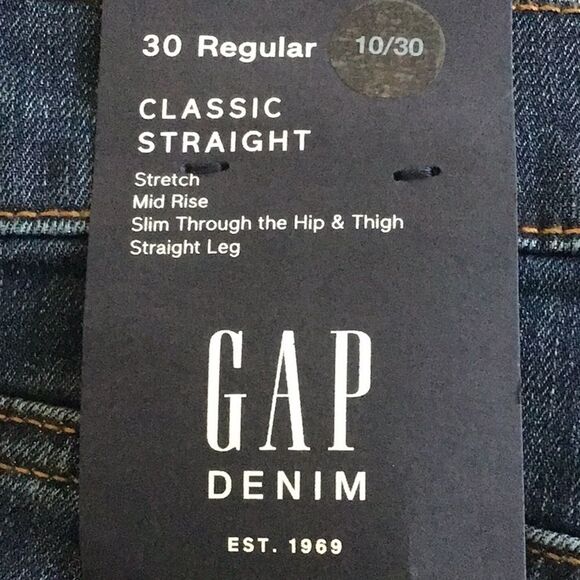 30 Regular 10/30
CLASSIC
STRAIGHT
Stretch
Mid Rise
Slim Through the Hip & Thigh
Straight Leg
GAP
DENIM
EST. 1969